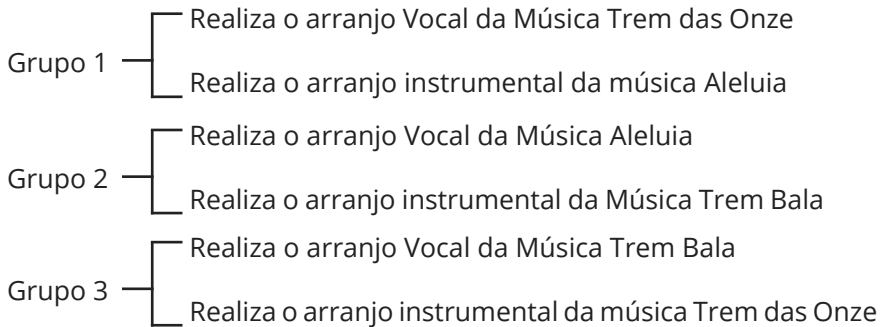 Realiza o arranjo Vocal da Música Trem das Onze
Grupo 1
Realiza o arranjo instrumental da música Aleluia
Realiza o arranjo Vocal da Música Aleluia
Grupo 2
Realiza o arranjo instrumental da Música Trem Bala
Realiza o arranjo Vocal da Música Trem Bala
Grupo 3
Realiza o arranjo instrumental da música Trem das Onze